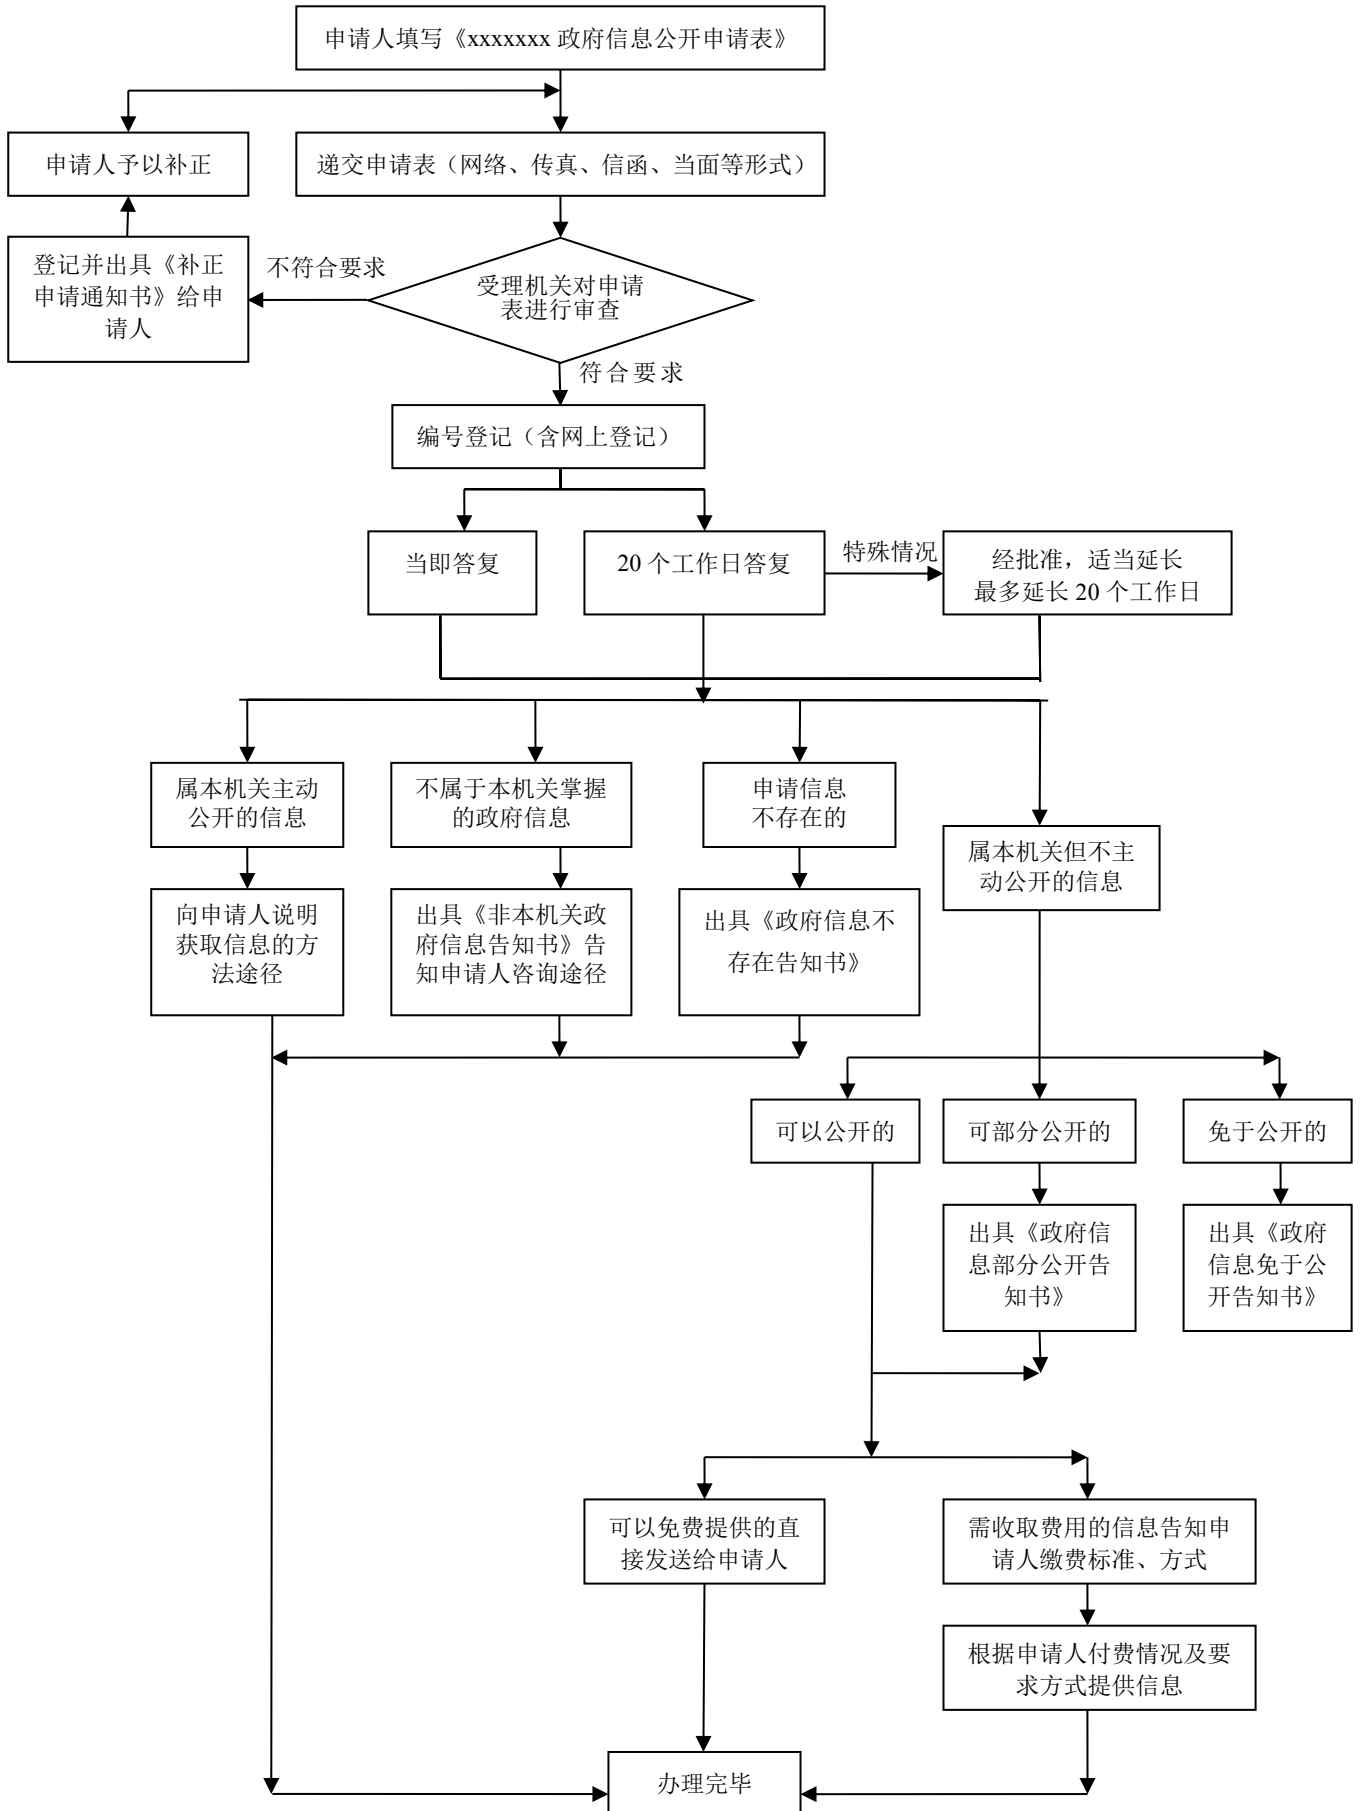 申请人填写《xxxxxxx 政府信息公开申请表》
申请人予以补正
递交申请表（网络、传真、信函、当面等形式）
登记并出具《补正
申请通知书》给申
请人
不符合要求
受理机关对申请
表进行审查
符合要求
编号登记（含网上登记）
当即答复
20 个工作日答复
特殊情况
经批准，适当延长
最多延长 20 个工作日
属本机关主动
公开的信息
不属于本机关掌握
的政府信息
申请信息
不存在的
属本机关但不主
动公开的信息
向申请人说明
获取信息的方
法途径
出具《非本机关政
府信息告知书》告
知申请人咨询途径
出具《政府信息不
存在告知书》
可以公开的
可部分公开的
免于公开的
出具《政府信
息部分公开告
知书》
出具《政府
信息免于公
开告知书》
可以免费提供的直
接发送给申请人
需收取费用的信息告知申
请人缴费标准、方式
根据申请人付费情况及要
求方式提供信息
办理完毕